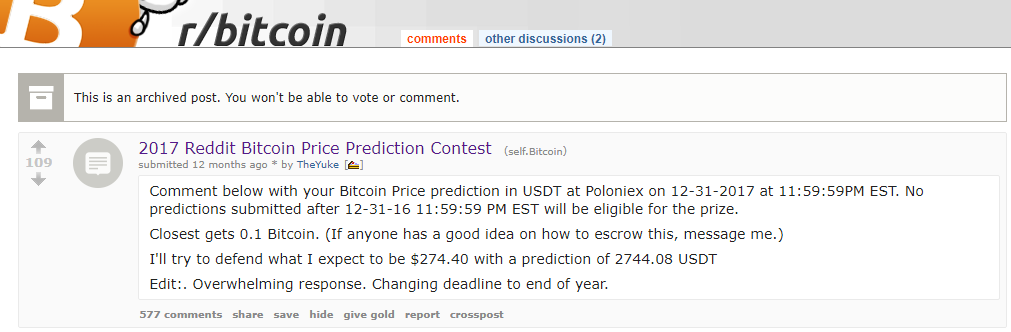 r/bitcoin
comments other discussions (2)
This is an archived post. You won't be able to vote or comment.
109
2017 Reddit Bitcoin Price Prediction Contest (self.Bitcoin)
submitted 12 months ago * by TheYuke []
Comment below with your Bitcoin Price prediction in USDT at Poloniex on 12-31-2017 at 11:59:59PM EST. No
predictions submitted after 12-31-16 11:59:59 PM EST will be eligible for the prize.
Closest gets 0.1 Bitcoin. (If anyone has a good idea on how to escrow this, message me.)
I'll try to defend what I expect to be $274.40 with a prediction of 2744.08 USDT
Edit:. Overwhelming response. Changing deadline to end of year.
577 comments share save hide give gold report crosspost